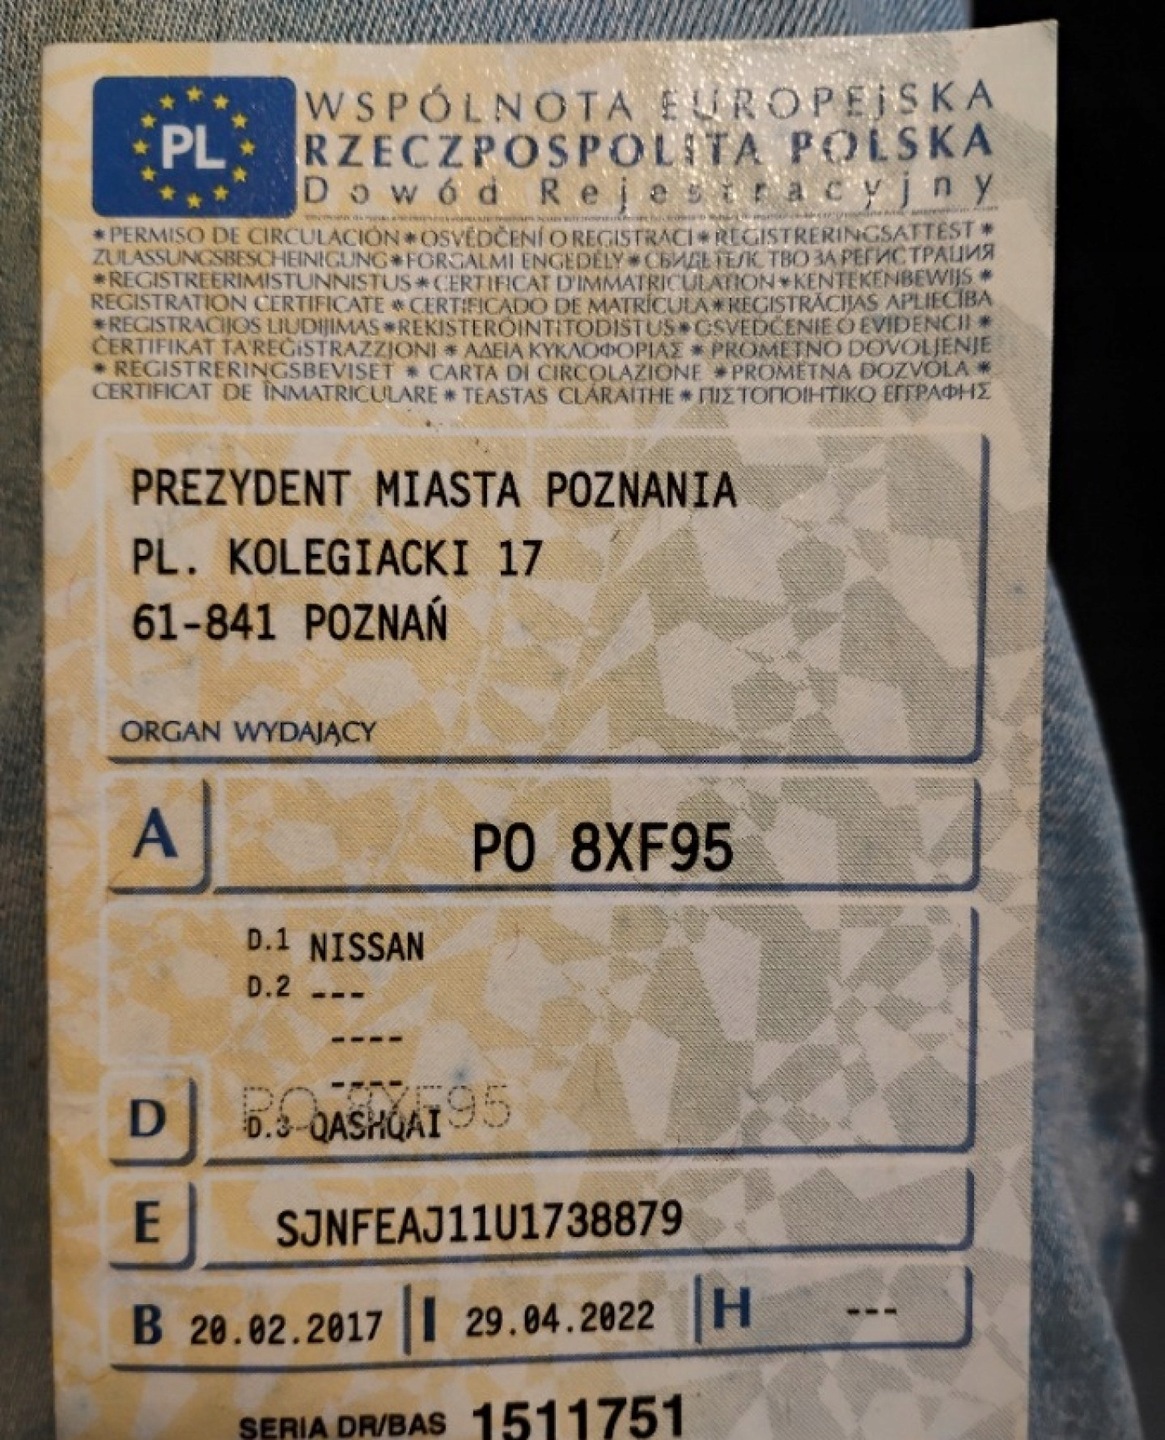 PL
WSPÓLNOTA EUROPEJSKA
RZECZPOSPOLITA POLSKA
Dowód Rejestracyjny
*PERMISO DE CIRCULACIÓN*OSVĚDČENÍ O REGISTRACI*REGISTRERINGSATTEST*
ZULASSUNGSBESCHEINIGUNG*FORGALMI ENGEDÉLY*СВИДЕТЕЛСТВО ЗА РЕГИСТРАЦИЯ
*REGISTREERIMISTUNNISTUS*CERTIFICAT D'IMMATRICULATION*KENTEKENBEWIJS*
REGISTRATION CERTIFICATE*CERTIFICADO DE MATRÍCULA*REGISTRĀCIJAS APLIECĪBA
*REGISTRACIJOS LIUDIJIMAS*REKISTERÖINTITODISTUS*OSVEDČENIE O EVIDENCII*
ĊERTIFIKAT TA'REĠISTRAZZJONI*ΑΔΕΙΑ ΚΥΚΛΟΦΟΡΙΑΣ*PROMETNO DOVOLJENJE
*REGISTRERINGSBEVISET*CARTA DI CIRCOLAZIONE*PROMETNA DOZVOLA*
CERTIFICAT DE ÎNMATRICULARE*TEASTAS CLÁRAITHE*ΠΙΣΤΟΠΟΙΗΤΙΚΟ ΕΓΓΡΑΦΗΣ
PREZYDENT MIASTA POZNANIA
PL. KOLEGIACKI 17
61-841 POZNAŃ
ORGAN WYDAJĄCY
A PO 8XF95
D.1 NISSAN
D.2 ---
----
----
PO 8XF95
D D.3 QASHQAI
E SJNFEAJ11U1738879
B 20.02.2017 I 29.04.2022 H ---
SERIA DR/BAS 1511751